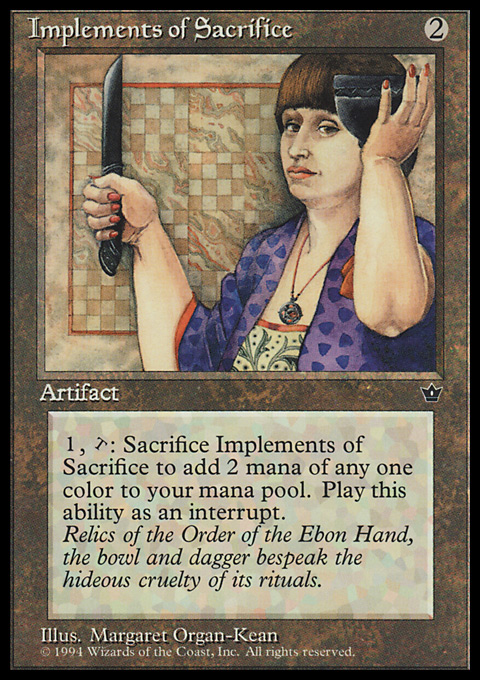 Implements of Sacrifice 2
Artifact
1, : Sacrifice Implements of
Sacrifice to add 2 mana of any one
color to your mana pool. Play this
ability as an interrupt.
Relics of the Order of the Ebon Hand,
the bowl and dagger bespeak the
hideous cruelty of its rituals.
Illus. Margaret Organ-Kean
© 1994 Wizards of the Coast, Inc. All rights reserved.